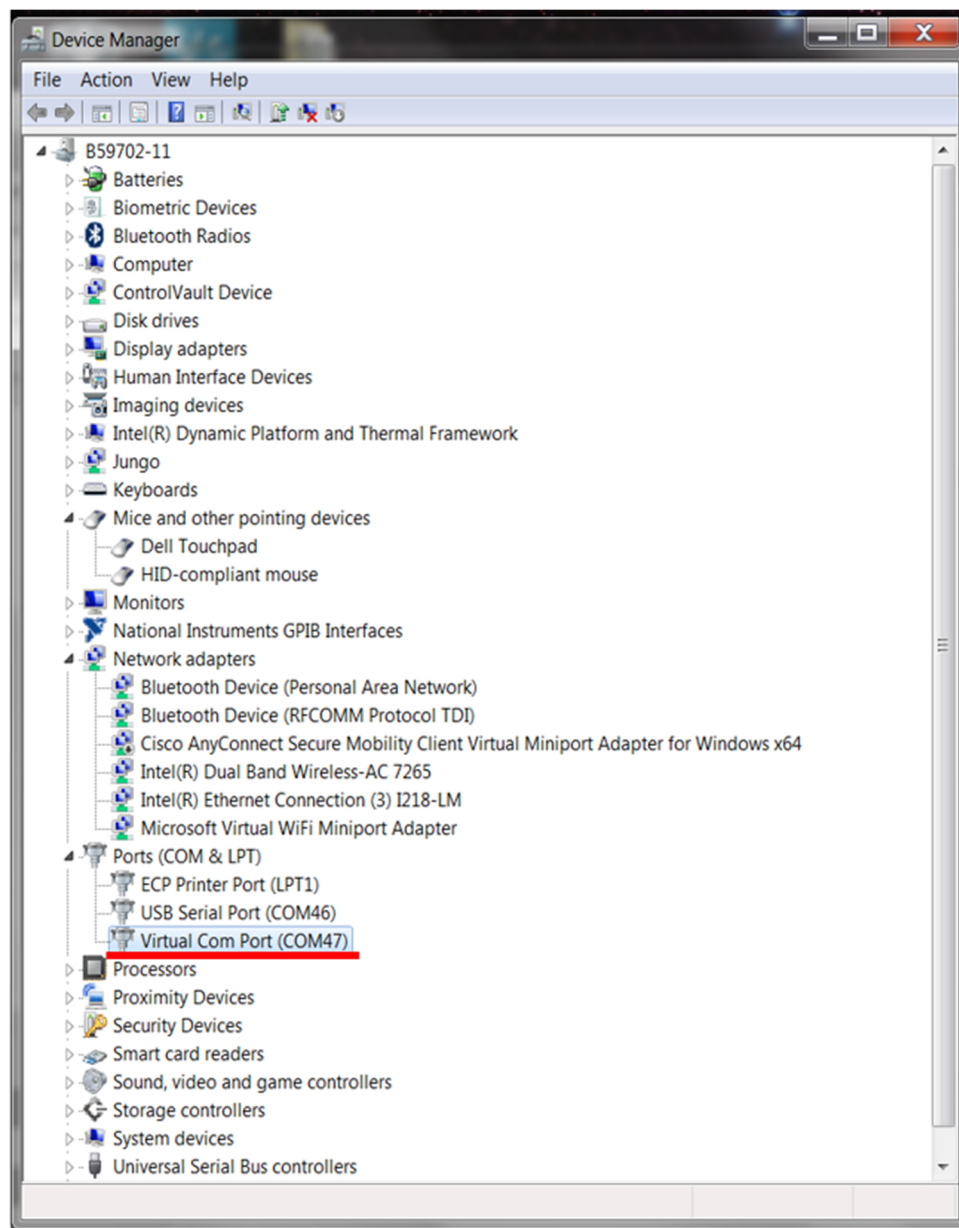 Device Manager
File Action View Help
B59702-11
Batteries
Biometric Devices
Bluetooth Radios
Computer
ControlVault Device
Disk drives
Display adapters
Human Interface Devices
Imaging devices
Intel(R) Dynamic Platform and Thermal Framework
Jungo
Keyboards
Mice and other pointing devices
Dell Touchpad
HID-compliant mouse
Monitors
National Instruments GPIB Interfaces
Network adapters
Bluetooth Device (Personal Area Network)
Bluetooth Device (RFCOMM Protocol TDI)
Cisco AnyConnect Secure Mobility Client Virtual Miniport Adapter for Windows x64
Intel(R) Dual Band Wireless-AC 7265
Intel(R) Ethernet Connection (3) I218-LM
Microsoft Virtual WiFi Miniport Adapter
Ports (COM & LPT)
ECP Printer Port (LPT1)
USB Serial Port (COM46)
Virtual Com Port (COM47)
Processors
Proximity Devices
Security Devices
Smart card readers
Sound, video and game controllers
Storage controllers
System devices
Universal Serial Bus controllers